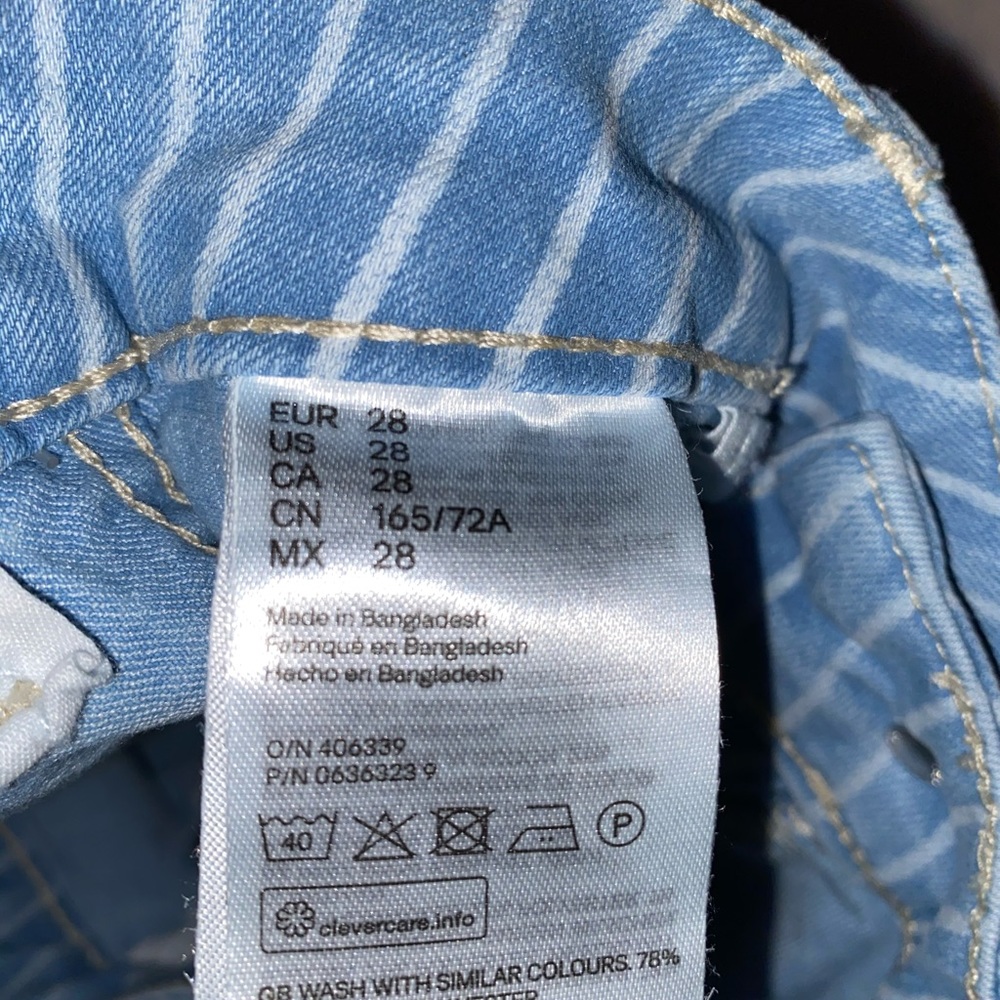 EUR 28
US 28
CA 28
CN 165/72A
MX 28
Made in Bangladesh
Fabriqué en Bangladesh
Hecho en Bangladesh
O/N 406339
P/N 0636323 9
40
P
clevercare.info
GB WASH WITH SIMILAR COLOURS. 78%